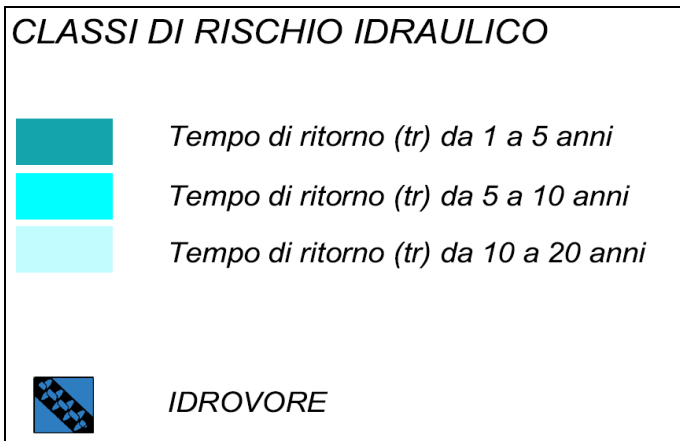 CLASSI DI RISCHIO IDRAULICO
Tempo di ritorno (tr) da 1 a 5 anni
Tempo di ritorno (tr) da 5 a 10 anni
Tempo di ritorno (tr) da 10 a 20 anni
IDROVORE